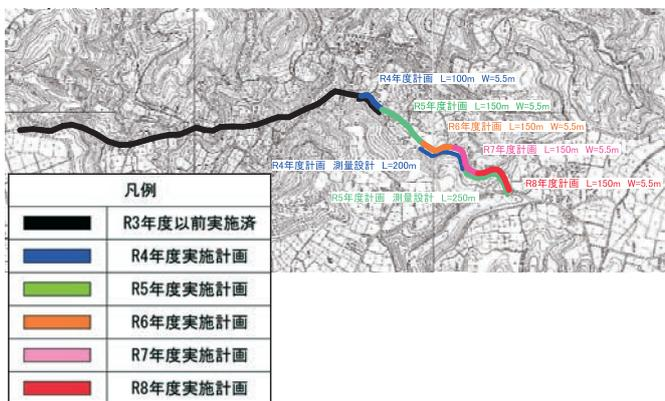 R4年度計画 L=100m W=5.5m
R5年度計画 L=150m W=5.5m
R6年度計画 L=150m W=5.5m
R7年度計画 L=150m W=5.5m
R4年度計画 測量設計 L=200m
R8年度計画 L=150m W=5.5m
R5年度計画 測量設計 L=250m
凡例
R3年度以前実施済
R4年度実施計画
R5年度実施計画
R6年度実施計画
R7年度実施計画
R8年度実施計画